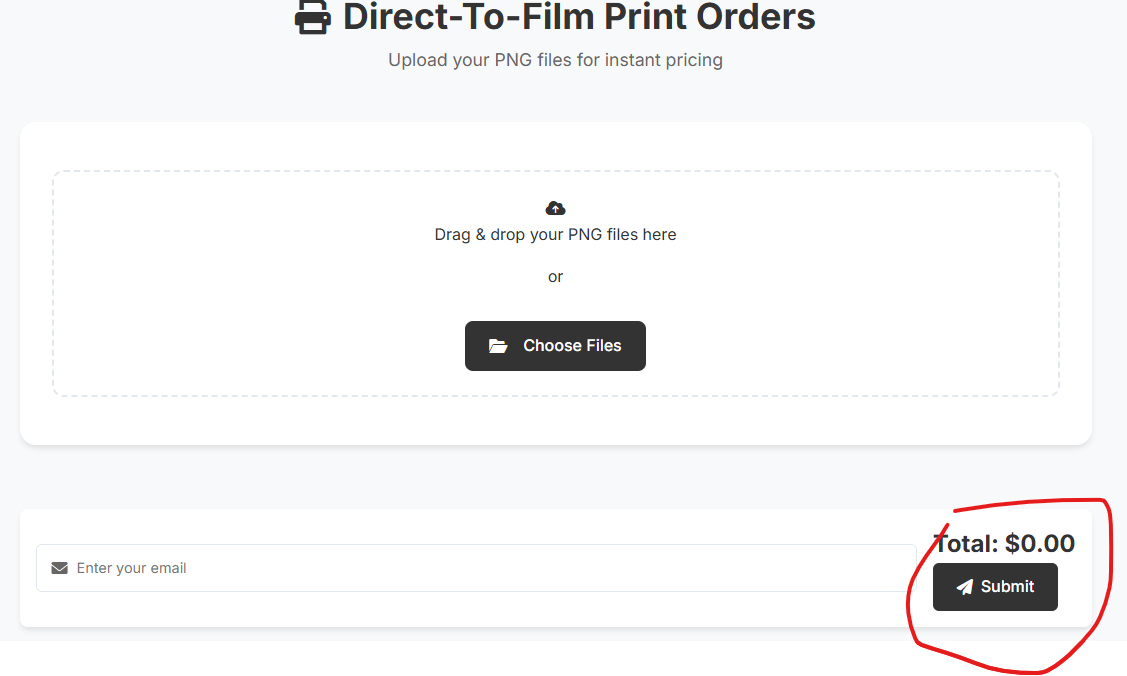 Direct-To-Film Print Orders
Upload your PNG files for instant pricing
Drag & drop your PNG files here
or
Choose Files
Enter your email
Total: $0.00
Submit